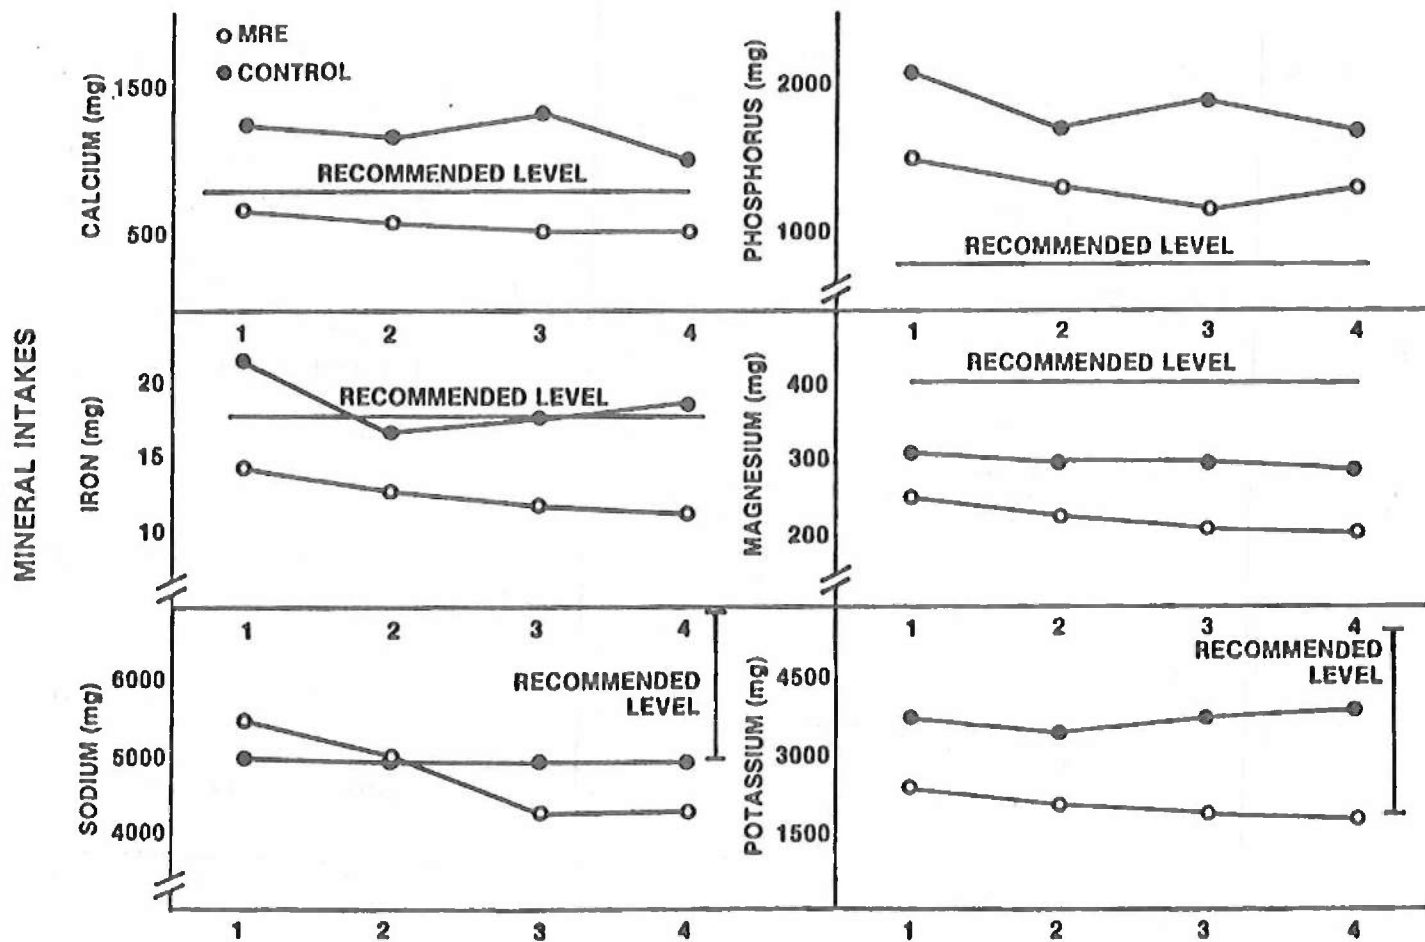 MINERAL INTAKES
CALCIUM (mg)
1500
500
MRE
CONTROL
RECOMMENDED LEVEL
1 2 3 4
PHOSPHORUS (mg)
2000
1000
RECOMMENDED LEVEL
1 2 3 4
IRON (mg)
20
15
10
RECOMMENDED LEVEL
1 2 3 4
MAGNESIUM (mg)
400
300
200
RECOMMENDED LEVEL
1 2 3 4
SODIUM (mg)
6000
5000
4000
RECOMMENDED
LEVEL
1 2 3 4
POTASSIUM (mg)
4500
3000
1500
RECOMMENDED
LEVEL
1 2 3 4